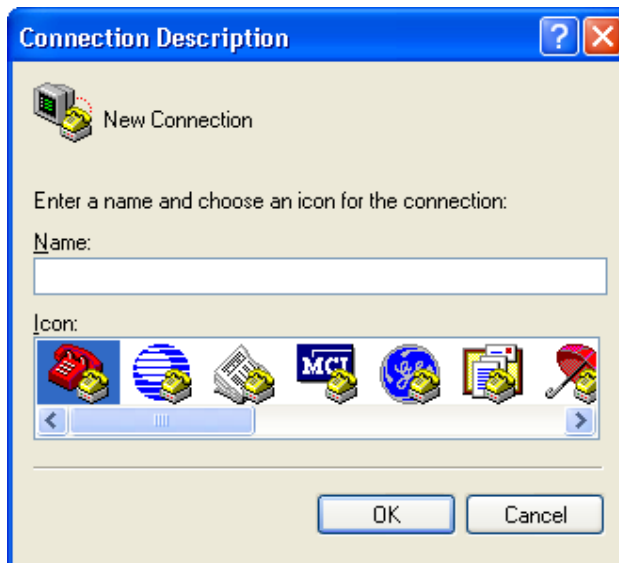 Connection Description
New Connection
Enter a name and choose an icon for the connection:
Name:
Icon:
MCI
OK Cancel